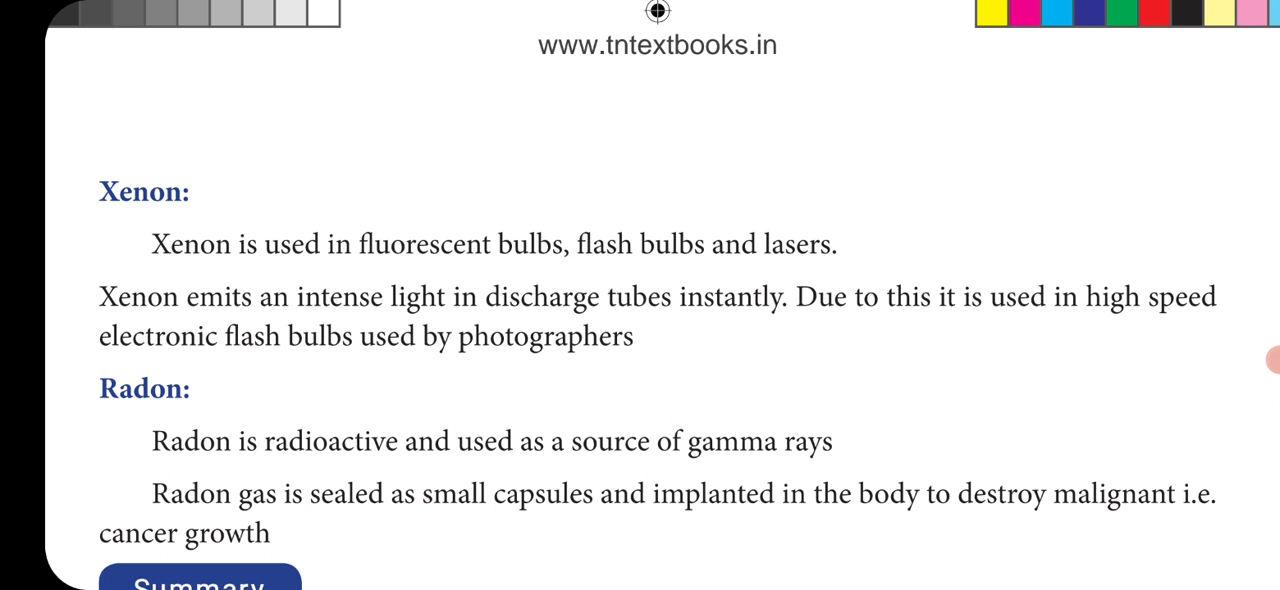 www.tntextbooks.in
Xenon:
Xenon is used in fluorescent bulbs, flash bulbs and lasers.
Xenon emits an intense light in discharge tubes instantly. Due to this it is used in high speed
electronic flash bulbs used by photographers
Radon:
Radon is radioactive and used as a source of gamma rays
Radon gas is sealed as small capsules and implanted in the body to destroy malignant i.e.
cancer growth
Summary